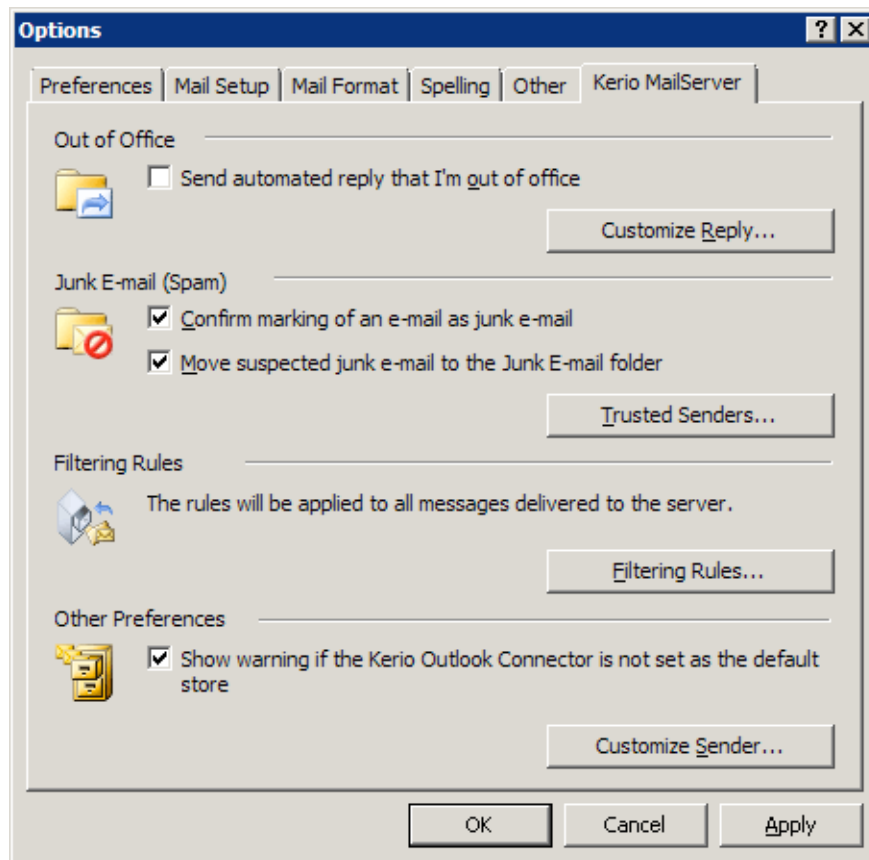 Options
Preferences Mail Setup Mail Format Spelling Other Kerio MailServer
Out of Office
Send automated reply that I'm out of office
Customize Reply...
Junk E-mail (Spam)
Confirm marking of an e-mail as junk e-mail
Move suspected junk e-mail to the Junk E-mail folder
Trusted Senders...
Filtering Rules
The rules will be applied to all messages delivered to the server.
Filtering Rules...
Other Preferences
Show warning if the Kerio Outlook Connector is not set as the default
store
Customize Sender...
OK Cancel Apply